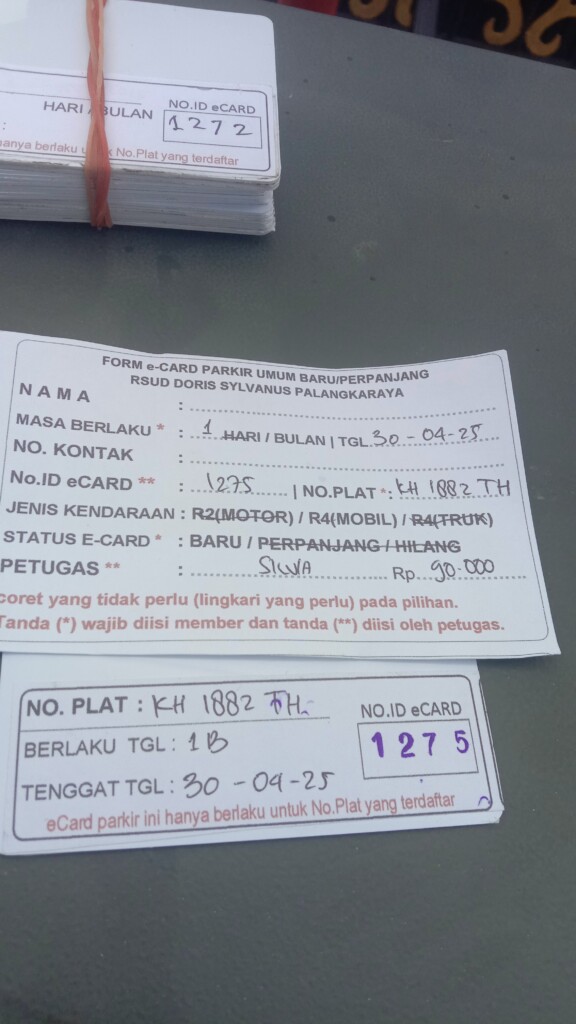 HARI / BULAN
NO.ID eCARD
1272
:
hanya berlaku untuk No.Plat yang terdaftar
FORM e-CARD PARKIR UMUM BARU/PERPANJANG
RSUD DORIS SYLVANUS PALANGKARAYA
NAMA :
MASA BERLAKU * : 1 HARI / BULAN | TGL. 30 - 04-25
NO. KONTAK :
No.ID eCARD ** : 1275 | NO.PLAT *: KH 1882 TH
JENIS KENDARAAN : R2(MOTOR) / R4(MOBIL) / R4(TRUK)
STATUS E-CARD * : BARU / PERPANJANG / HILANG
PETUGAS ** : Rp. 90.000
coret yang tidak perlu (lingkari yang perlu) pada pilihan.
Tanda (*) wajib diisi member dan tanda (**) diisi oleh petugas.
NO. PLAT : KH 1882 TH
BERLAKU TGL : 1 B
TENGGAT TGL : 30 - 04-25
NO.ID eCARD
1275
eCard parkir ini hanya berlaku untuk No.Plat yang terdaftar